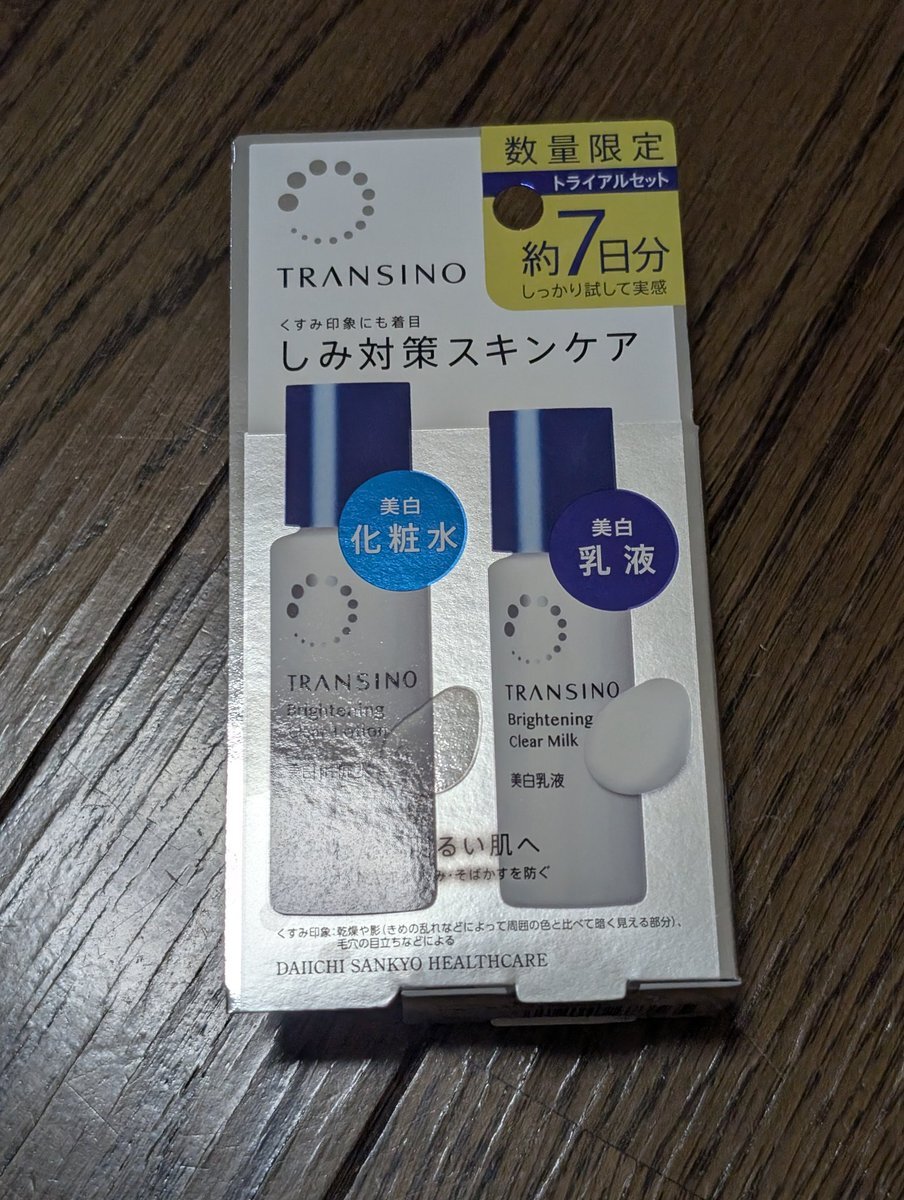 数量限定
トライアルセット
約7日分
しっかり試して実感
TRANSINO
くすみ印象にも着目
しみ対策スキンケア
美白
化粧水
美白
乳液
TRANSINO
Brightening
Clear Lotion
TRANSINO
Brightening
Clear Milk
美白乳液
るい肌へ
み・そばかすを防ぐ
くすみ印象:乾燥や影(きめの乱れなどによって周囲の色と比べて暗く見える部分)、
毛穴の目立ちなどによる
DAIICHI SANKYO HEALTHCARE